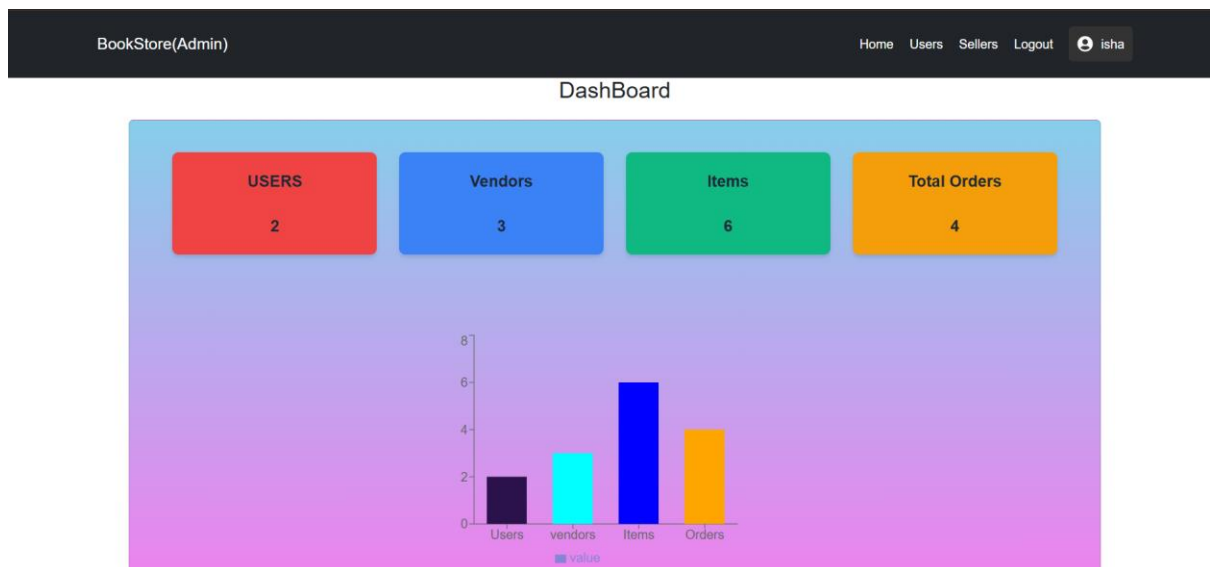 BookStore(Admin) Home Users Sellers Logout isha
DashBoard
USERS Vendors Items Total Orders
2 3 6 4
8
6
4
2
0
Users vendors Items Orders
value